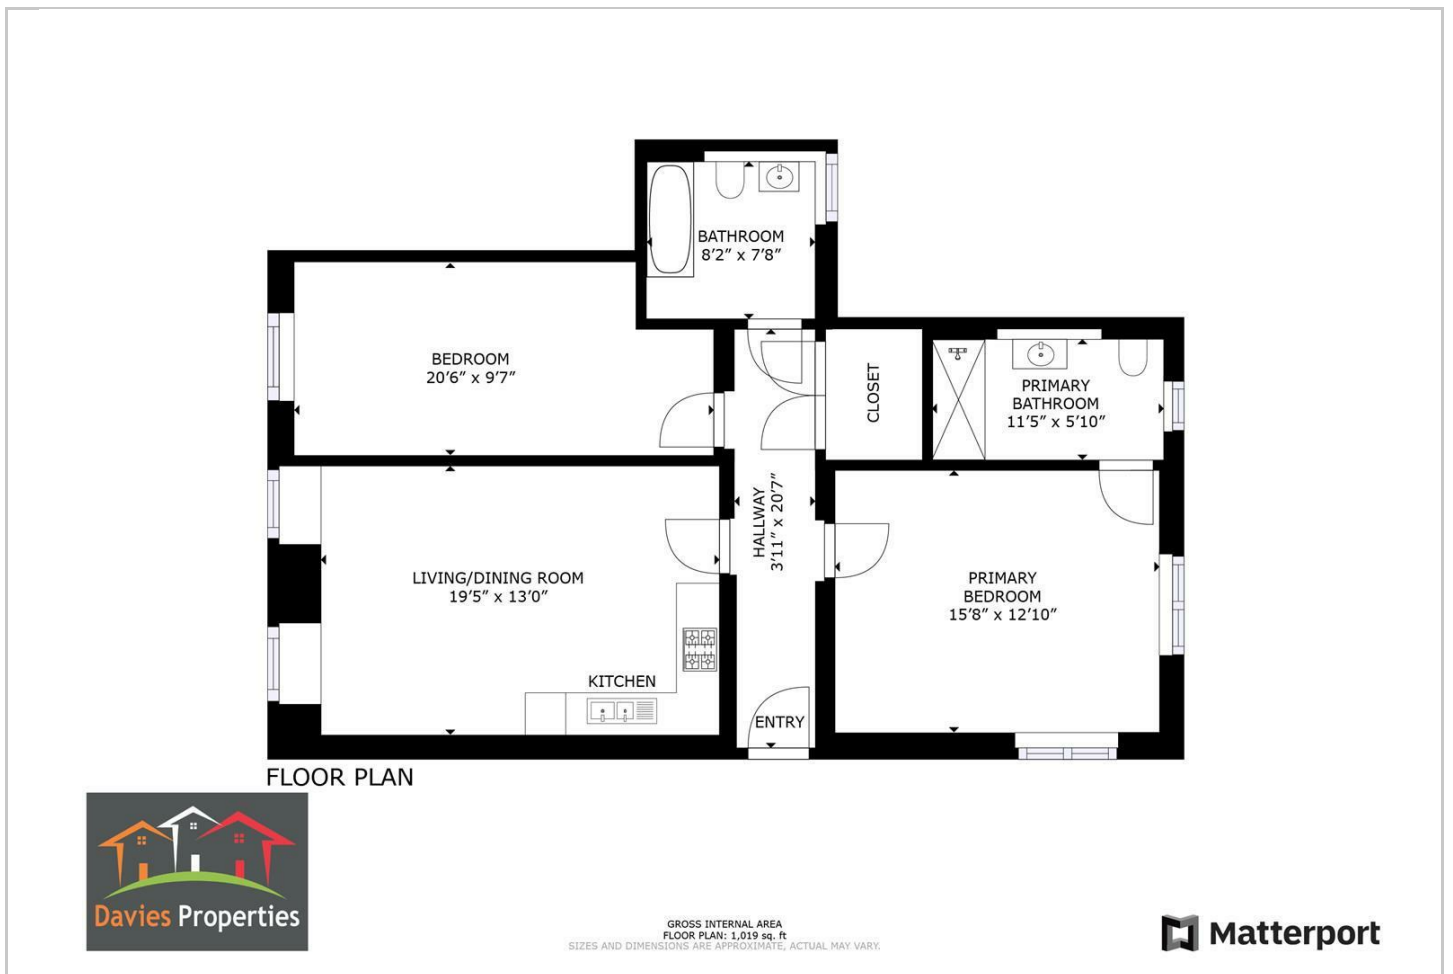 BATHROOM
8’2” x 7’8”
BEDROOM
20’6” x 9’7”
CLOSET
PRIMARY
BATHROOM
11’5” x 5’10”
HALLWAY
3’11” x 20’7”
LIVING/DINING ROOM
19’5” x 13’0”
PRIMARY
BEDROOM
15’8” x 12’10”
KITCHEN
ENTRY
FLOOR PLAN
Davies Properties
GROSS INTERNAL AREA
FLOOR PLAN: 1,019 sq. ft
SIZES AND DIMENSIONS ARE APPROXIMATE, ACTUAL MAY VARY.
Matterport